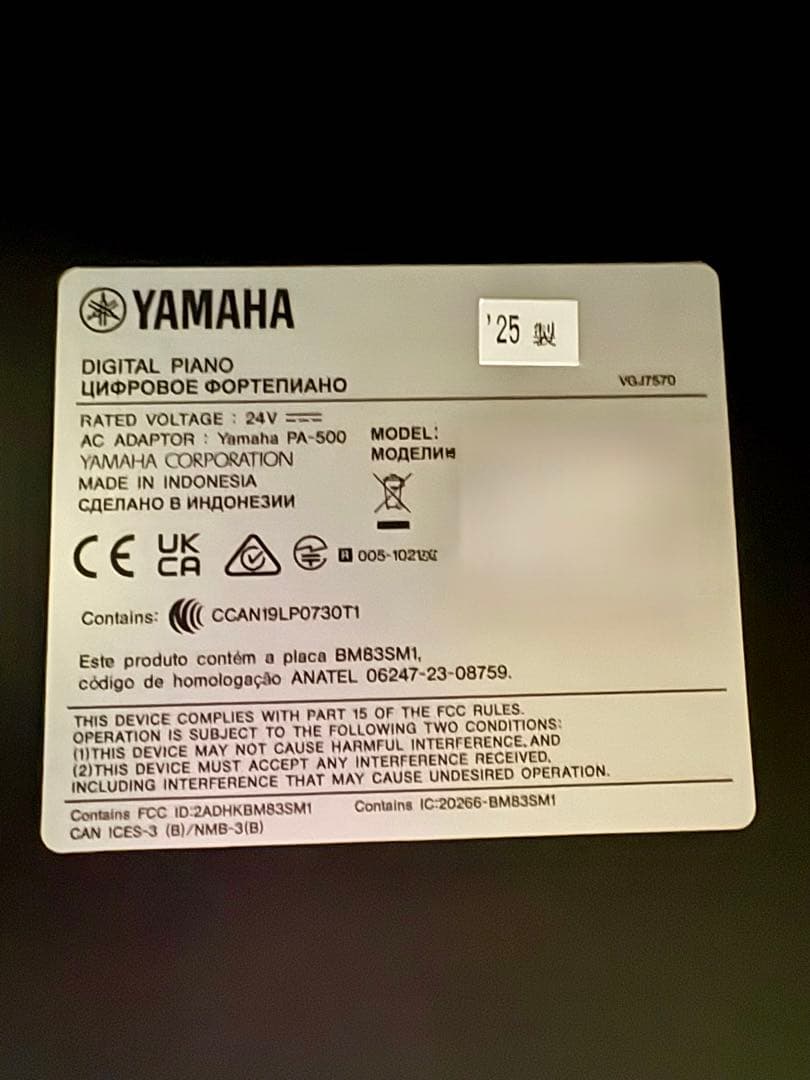 YAMAHA
'25 製
DIGITAL PIANO
ЦИФРОВОЕ ФОРТЕПИАНО
VGJ7570
RATED VOLTAGE : 24V
AC ADAPTOR : Yamaha PA-500
MODEL:
YAMAHA CORPORATION
MADE IN INDONESIA
СДЕЛАНО В ИНДОНЕЗИИ
CE UK CA
R
Contains: CCAN19LP0730T1
Este produto contém a placa BM83SM1,
código de homologação ANATEL 06247-23-08759.
THIS DEVICE COMPLIES WITH PART 15 OF THE FCC RULES.
OPERATION IS SUBJECT TO THE FOLLOWING TWO CONDITIONS:
(1)THIS DEVICE MAY NOT CAUSE HARMFUL INTERFERENCE,AND
(2)THIS DEVICE MUST ACCEPT ANY INTERFERENCE RECEIVED,
INCLUDING INTERFERENCE THAT MAY CAUSE UNDESIRED OPERATION.
Contains FCC ID:2ADHKBM83SM1 Contains IC:20266-BM83SM1
CAN ICES-3 (B)/NMB-3(B)